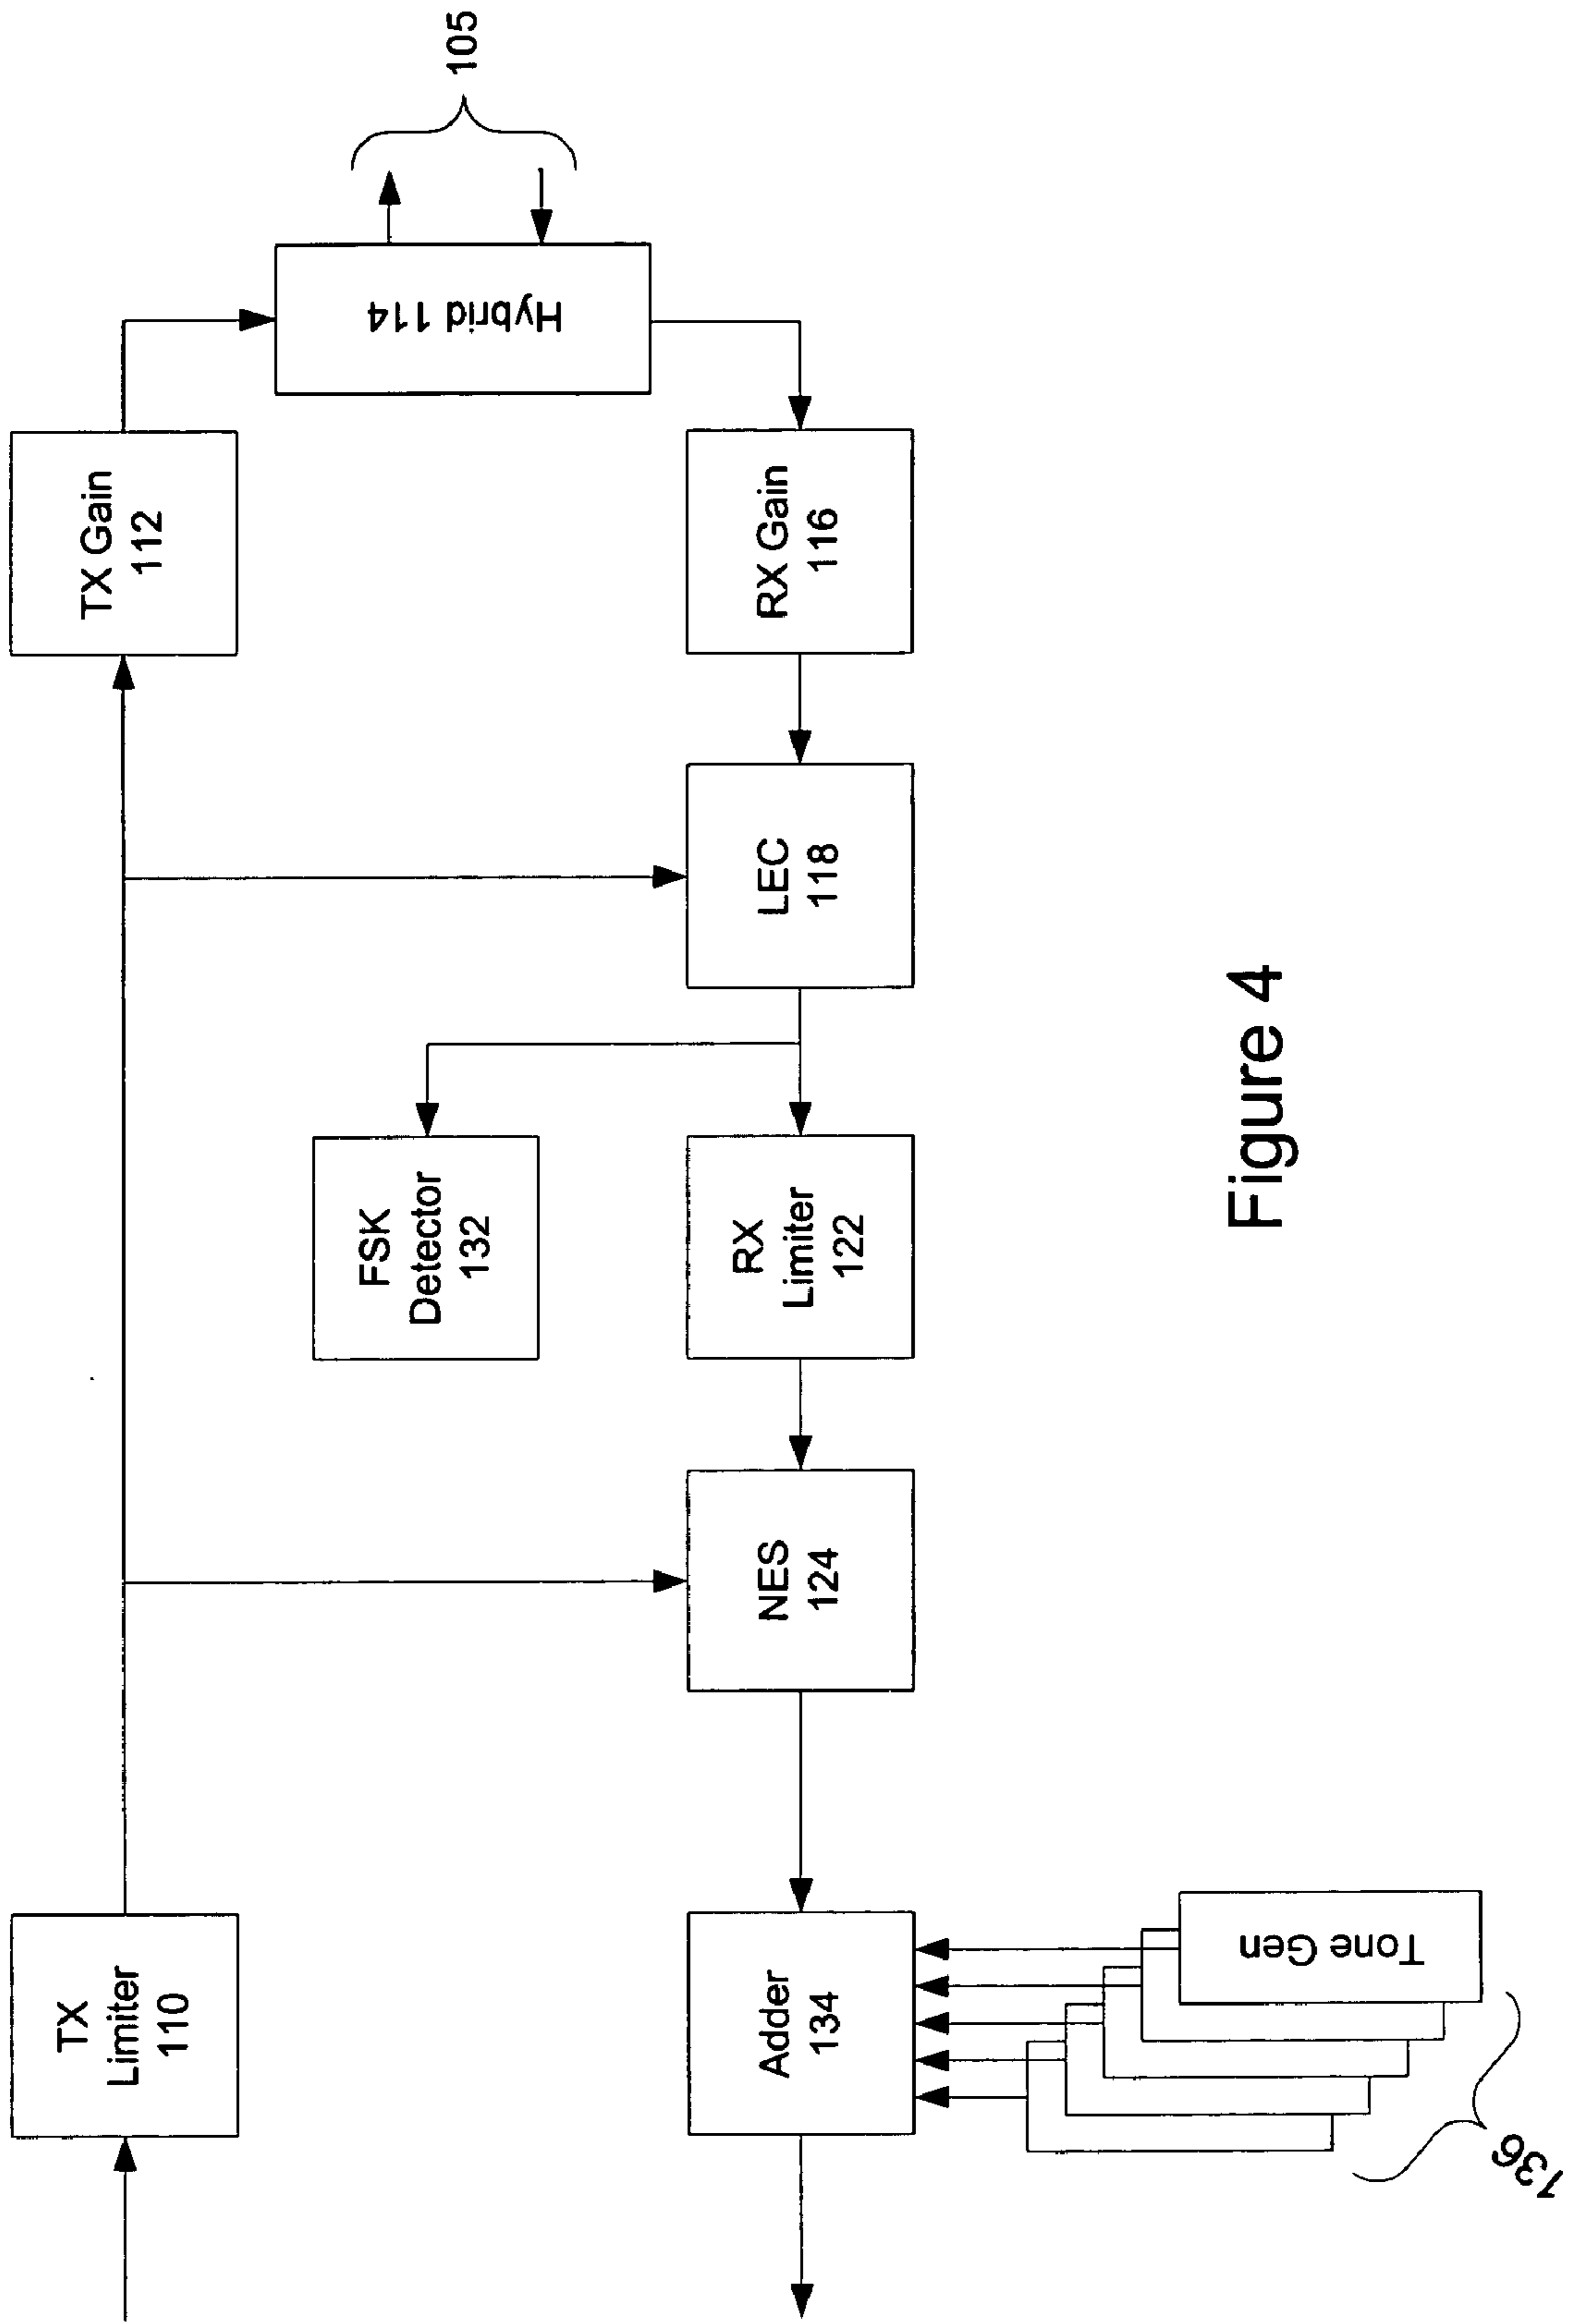 TX
Limiter
110
TX Gain
112
105
Hybrid 114
FSK
Detector
132
Adder
134
NES
124
RX
Limiter
122
LEC
118
RX Gain
116
Tone Gen
136
Figure 4